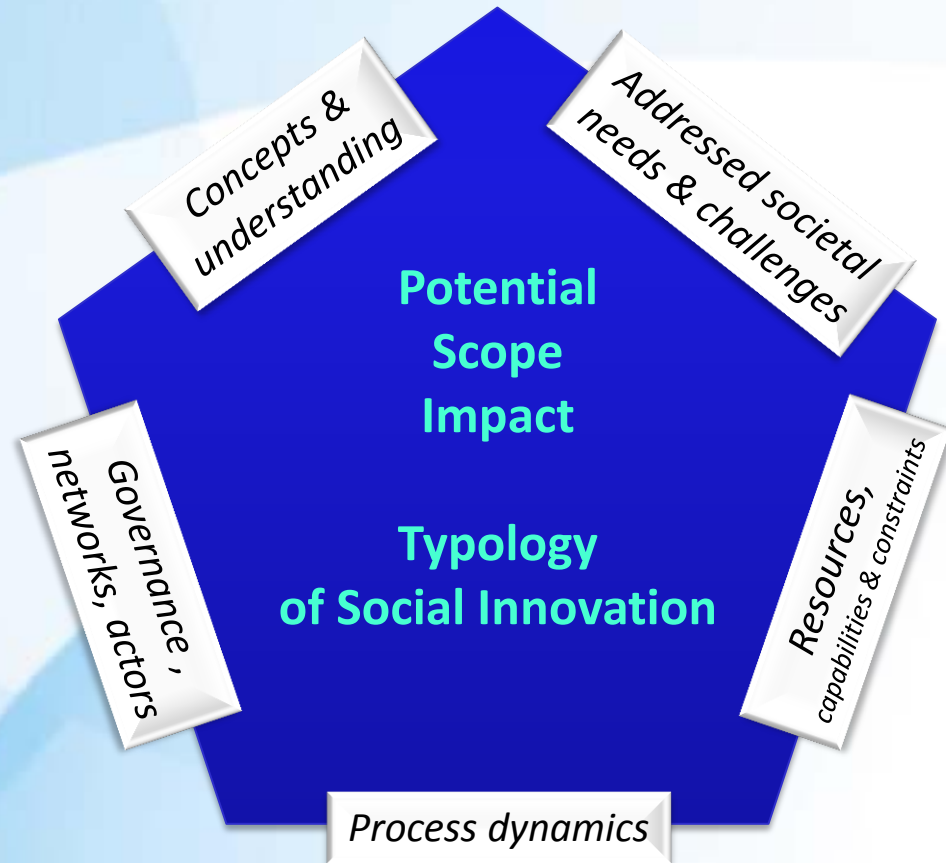 Concepts &
understanding
Addressed societal
needs & challenges
Potential
Scope
Impact
Typology
of Social Innovation
Governance ,
networks, actors
Resources,
capabilities & constraints
Process dynamics